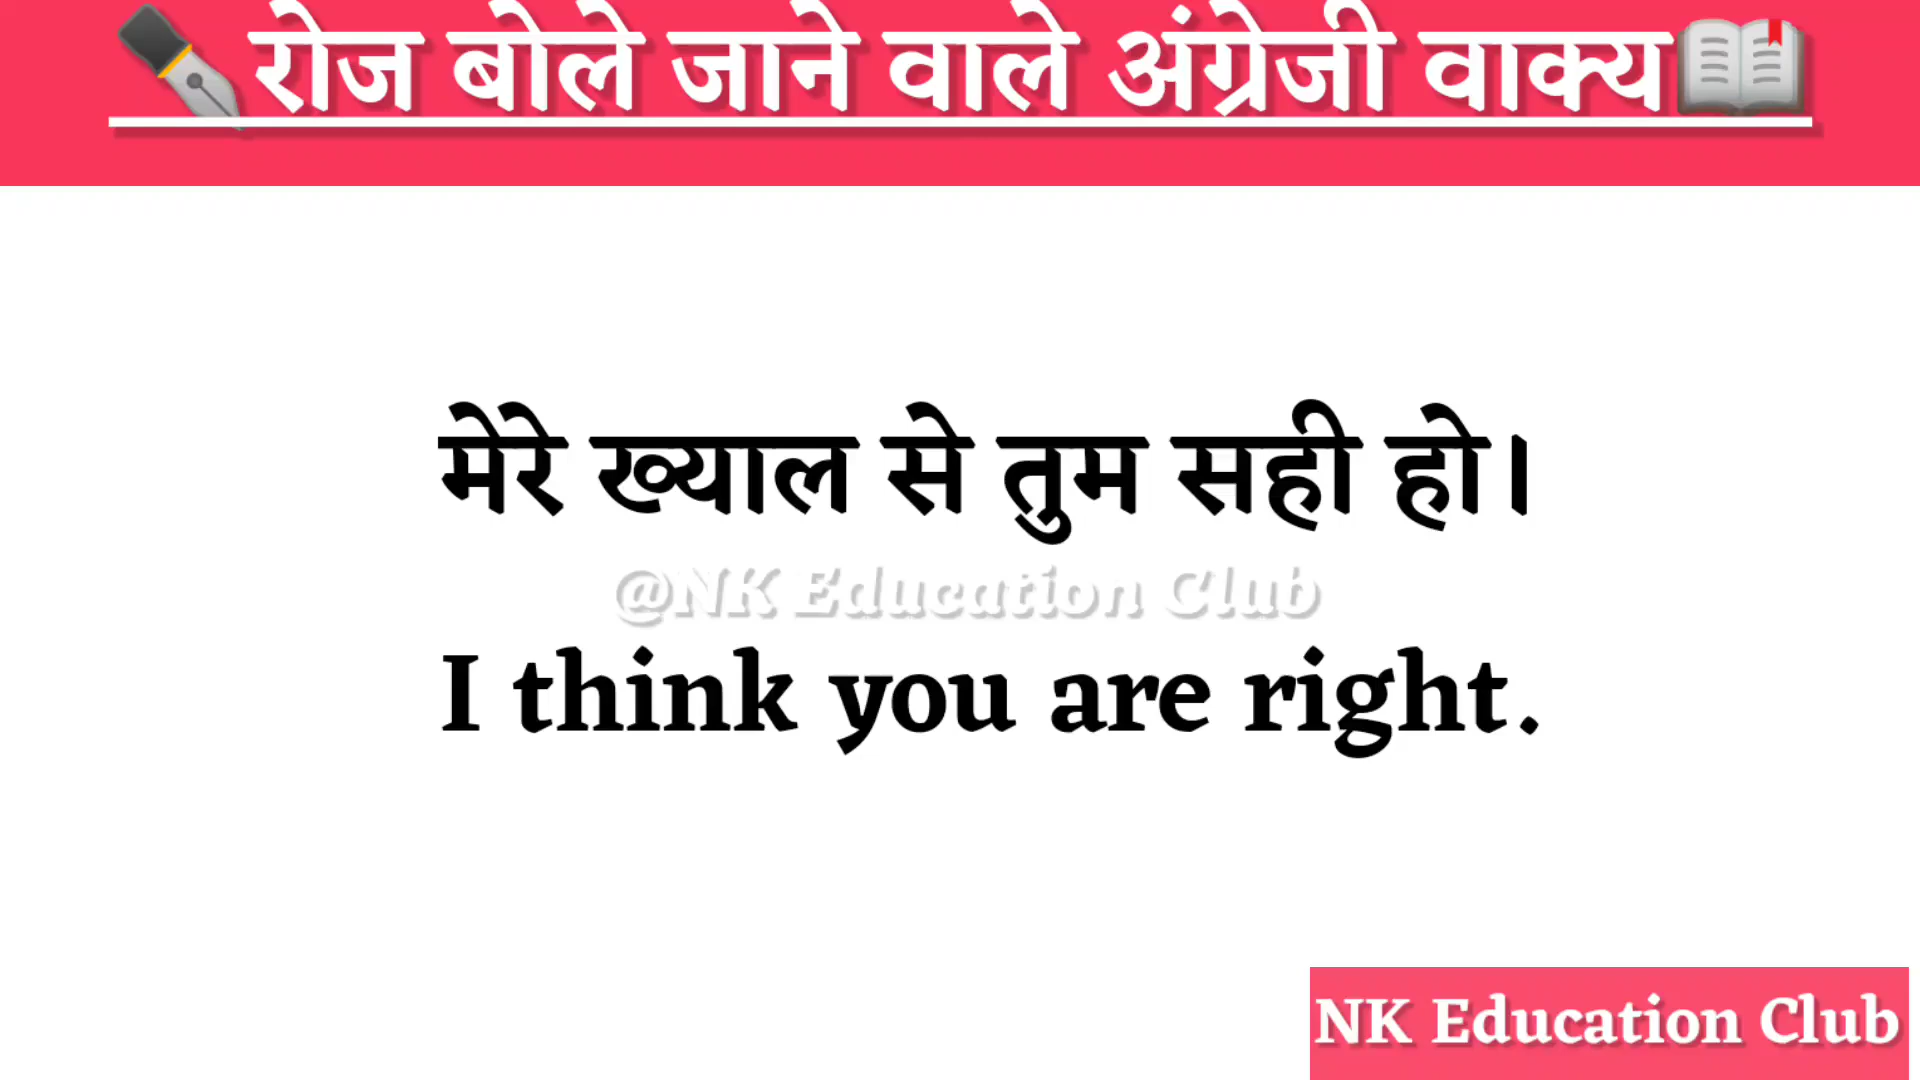 रोज बोले जाने वाले अंग्रेजी वाक्य
मेरे ख्याल से तुम सही हो।
@NK Education Club
I think you are right.
NK Education Club